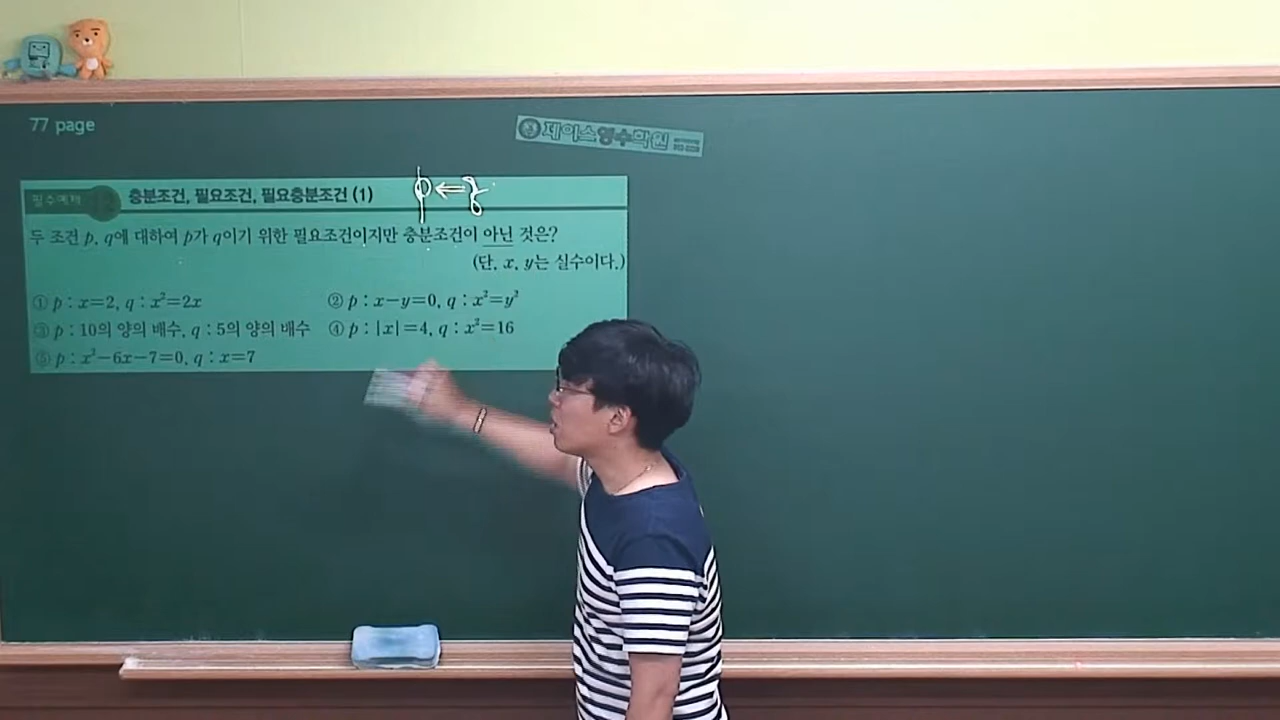 77 page
제이스영수학원
필수예제 충분조건, 필요조건, 필요충분조건 (1)
p ← q
두 조건 p, q에 대하여 p가 q이기 위한 필요조건이지만 충분조건이 아닌 것은?
(단, x, y는 실수이다.)
① p : x=2, q : x²=2x ② p : x−y=0, q : x²=y²
③ p : 10의 양의 배수, q : 5의 양의 배수 ④ p : |x|=4, q : x²=16
⑤ p : x²−6x−7=0, q : x=7